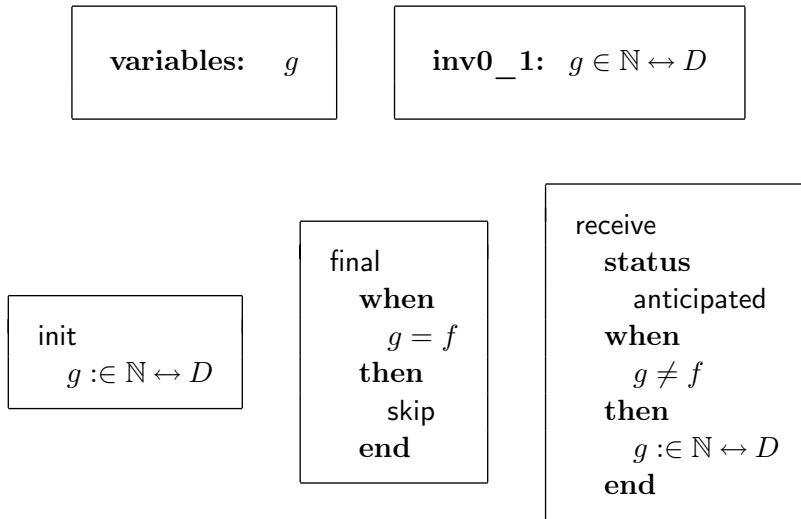 variables: g
inv0_1: g ∈ ℕ ↔ D
init
g :∈ ℕ ↔ D
final
when
g = f
then
skip
end
receive
status
anticipated
when
g ≠ f
then
g :∈ ℕ ↔ D
end